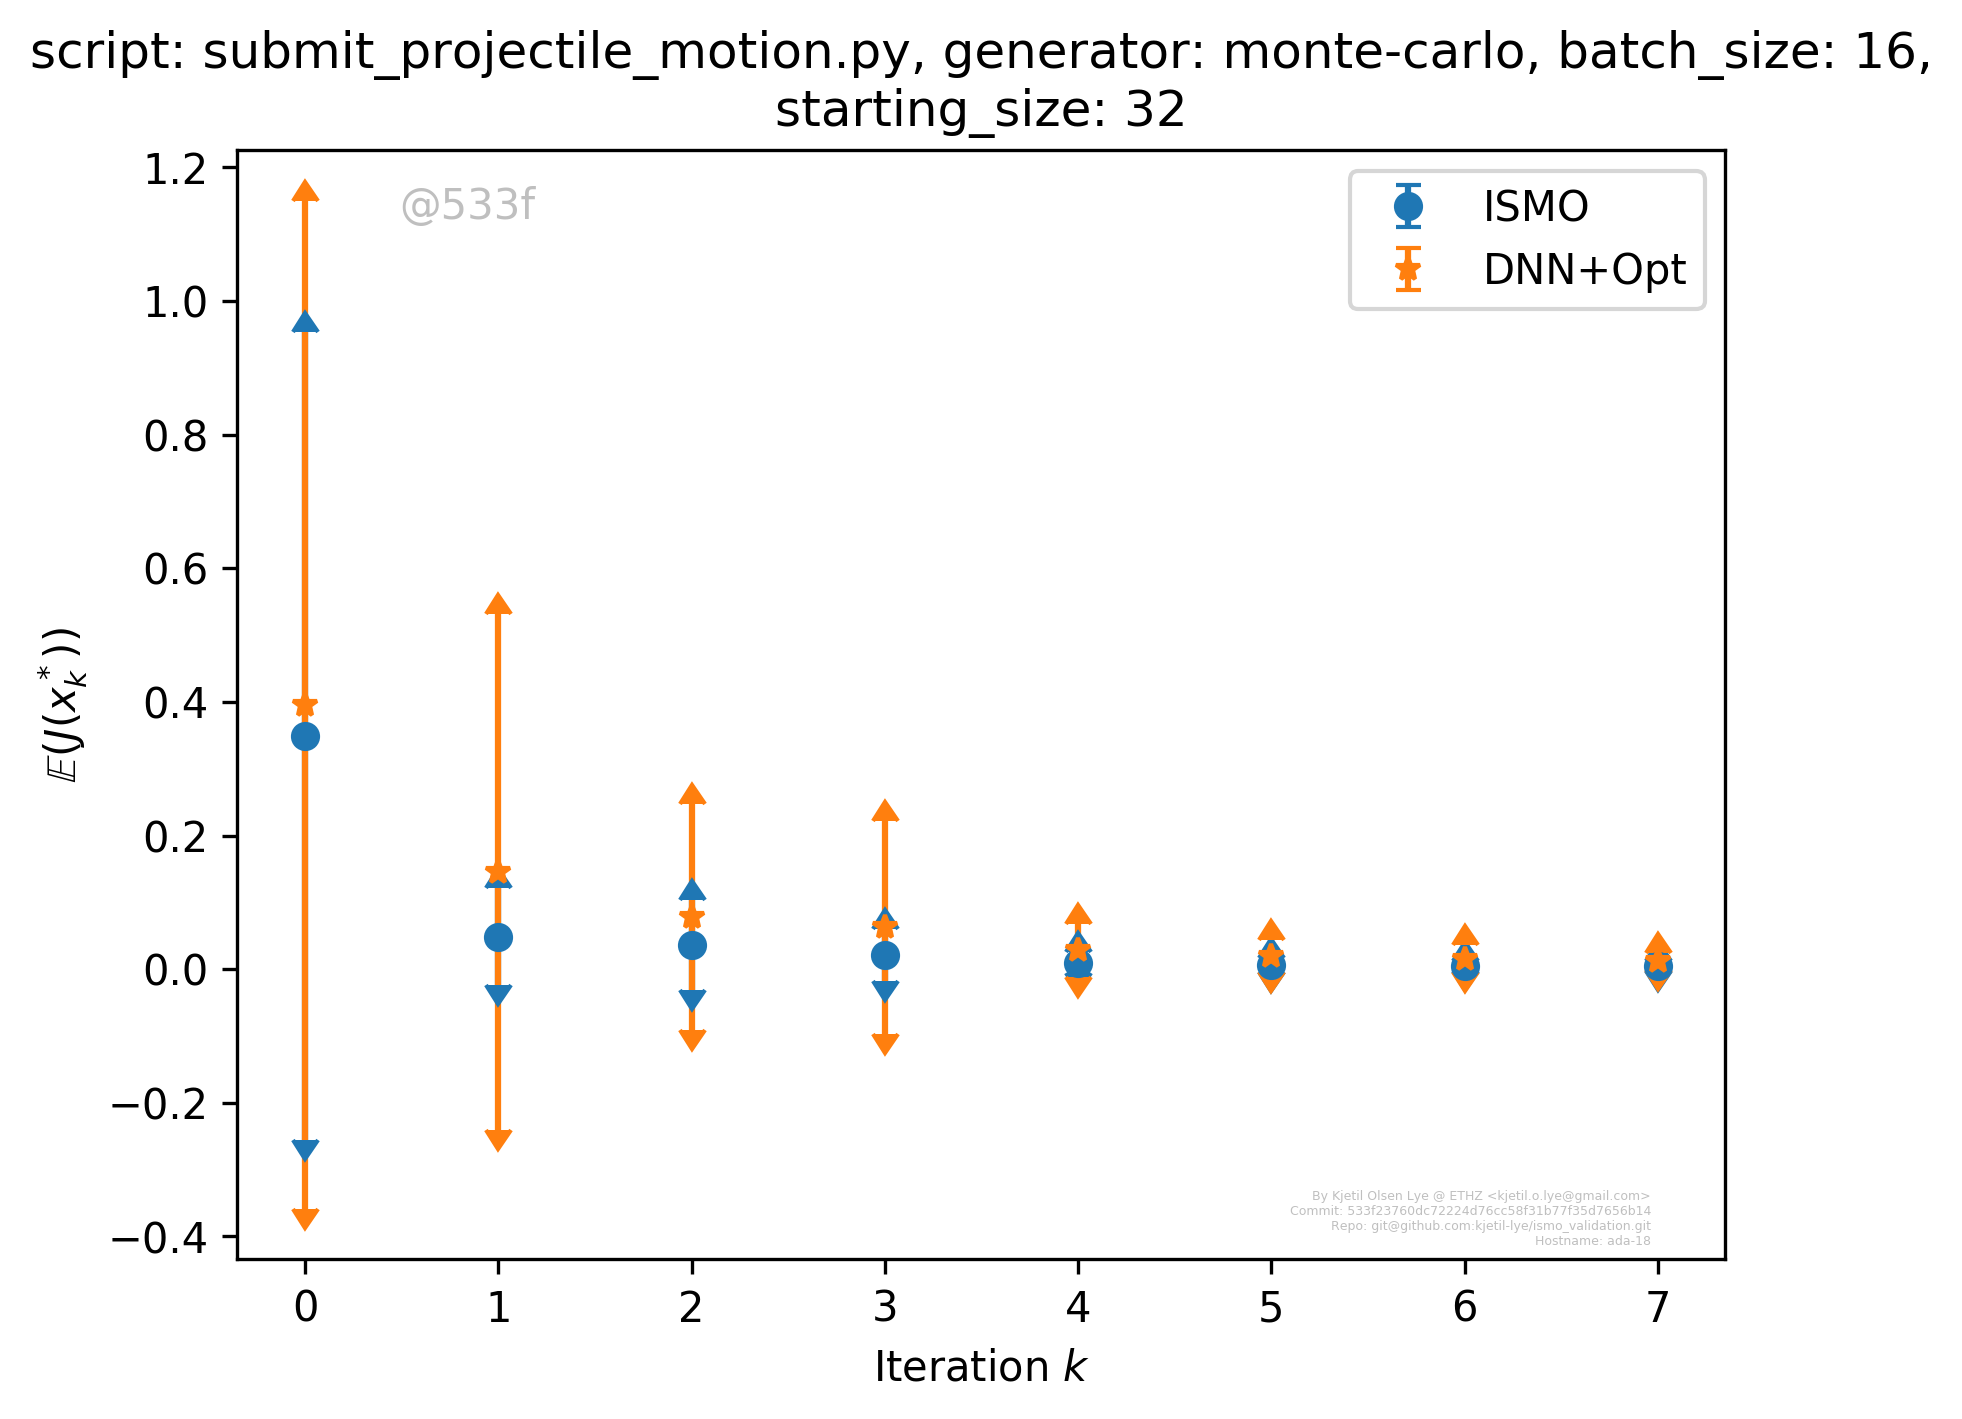 script: submit_projectile_motion.py, generator: monte-carlo, batch_size: 16,
starting_size: 32
@533f
ISMO
DNN+Opt
1.2
1.0
0.8
0.6
0.4
0.2
0.0
−0.2
−0.4
𝔼(J(x*k))
By Kjetil Olsen Lye @ ETHZ <kjetil.o.lye@gmail.com>
Commit: 533f23760dc72224d76cc58f31b77f35d7656b14
Repo: git@github.com:kjetil-lye/ismo_validation.git
Hostname: ada-18
0 1 2 3 4 5 6 7
Iteration k